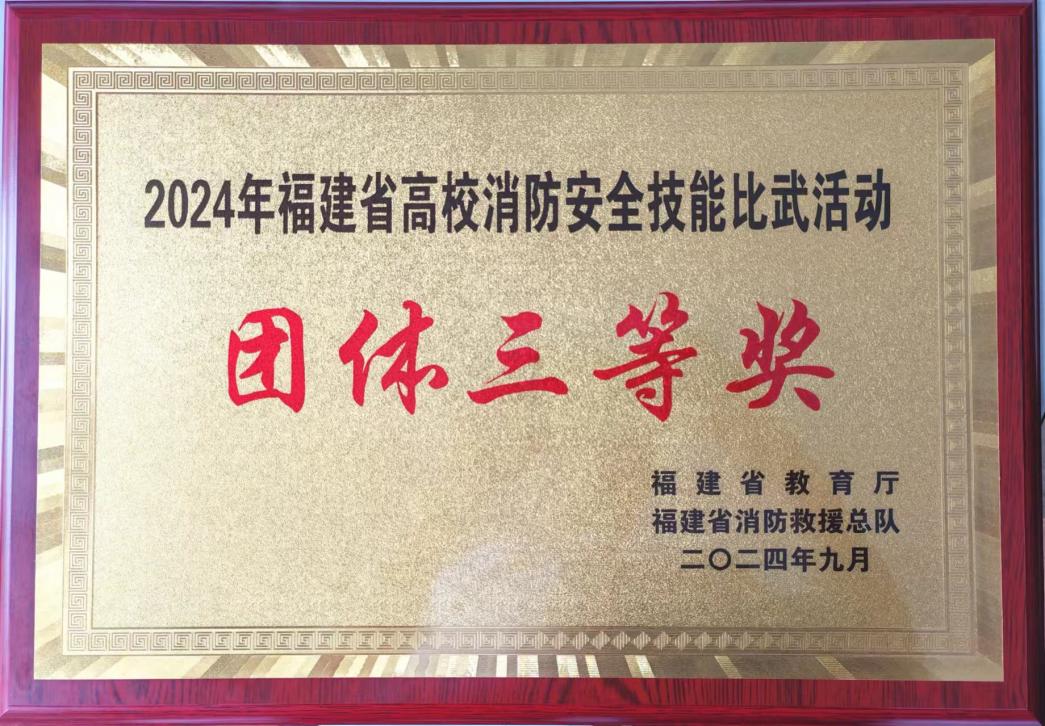 2024年福建省高校消防安全技能比武活动
团体三等奖
福建省教育厅
福建省消防救援总队
二〇二四年九月